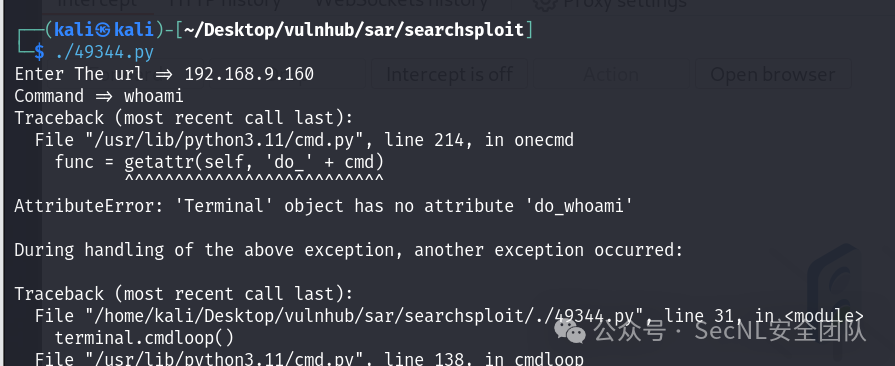 Intercept HTTP history WebSockets history Proxy settings
┌──(kali㉿kali)-[~/Desktop/vulnhub/sar/searchsploit]
└─$ ./49344.py
Enter The url => 192.168.9.160
Intercept is off Action Open browser
Command => whoami
Traceback (most recent call last):
  File "/usr/lib/python3.11/cmd.py", line 214, in onecmd
    func = getattr(self, 'do_' + cmd)
           ^^^^^^^^^^^^^^^^^^^^^^^^^^
AttributeError: 'Terminal' object has no attribute 'do_whoami'
During handling of the above exception, another exception occurred:
Traceback (most recent call last):
  File "/home/kali/Desktop/vulnhub/sar/searchsploit/./49344.py", line 31, in <module>
    terminal.cmdloop()
公众号 · SecNL安全团队
  File "/usr/lib/python3.11/cmd.py", line 138, in cmdloop